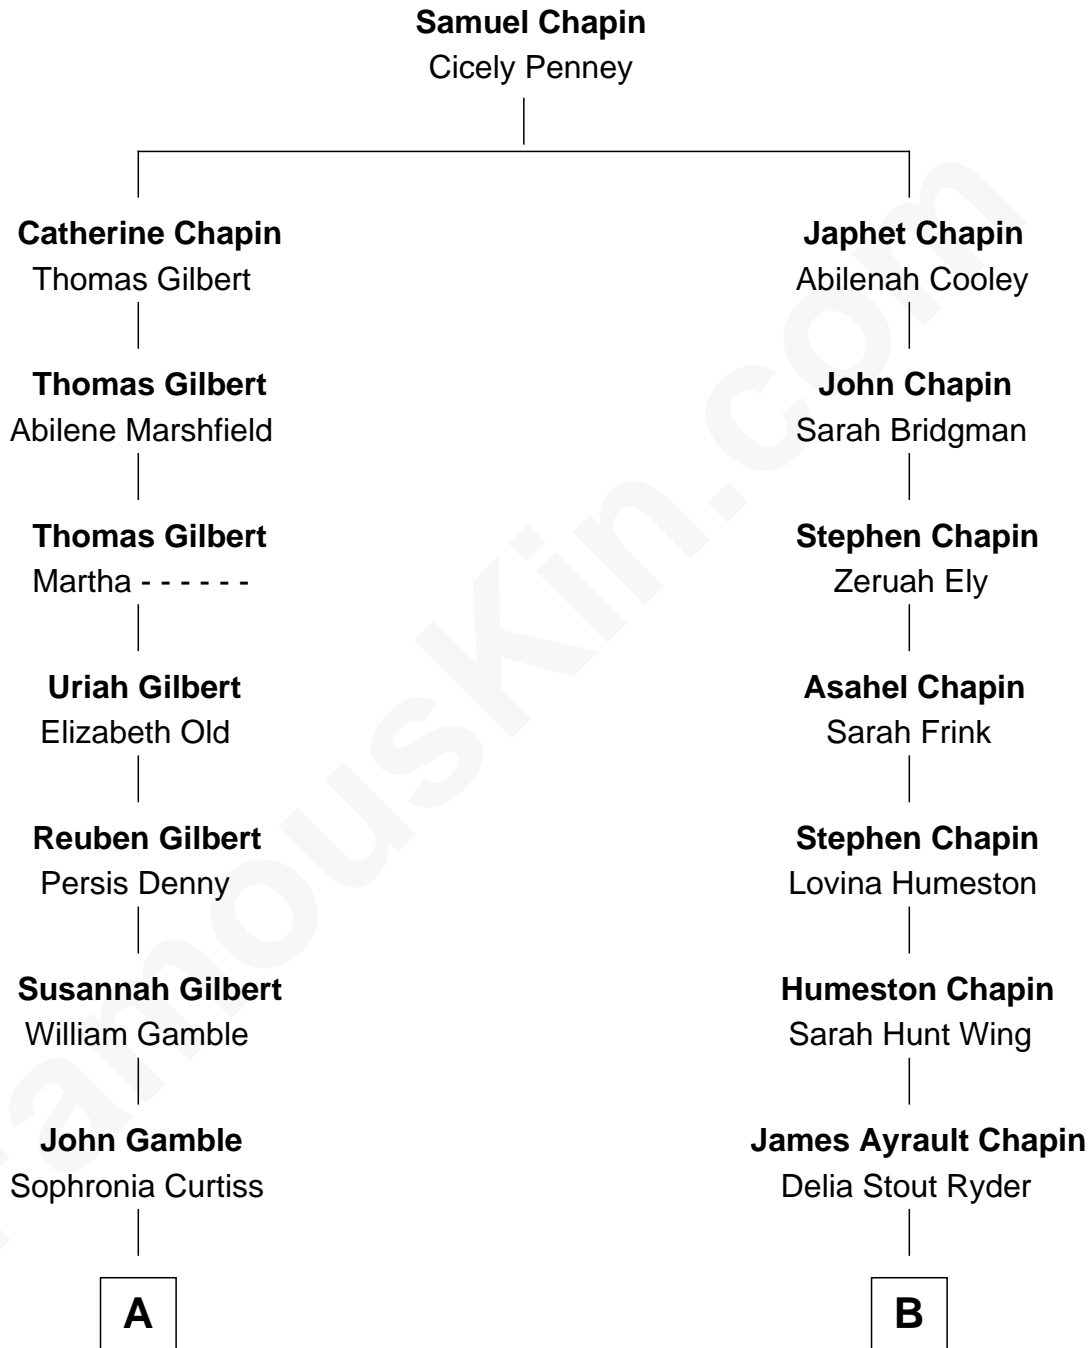 Samuel Chapin
Cicely Penney
Catherine Chapin
Thomas Gilbert
Japhet Chapin
Abilenah Cooley
Thomas Gilbert
Abilene Marshfield
John Chapin
Sarah Bridgman
Thomas Gilbert
Martha - - - - - -
Stephen Chapin
Zeruah Ely
Uriah Gilbert
Elizabeth Old
Asahel Chapin
Sarah Frink
Reuben Gilbert
Persis Denny
Stephen Chapin
Lovina Humeston
Susannah Gilbert
William Gamble
Humeston Chapin
Sarah Hunt Wing
John Gamble
Sophronia Curtiss
James Ayrault Chapin
Delia Stout Ryder
A
B
FamousKin.com